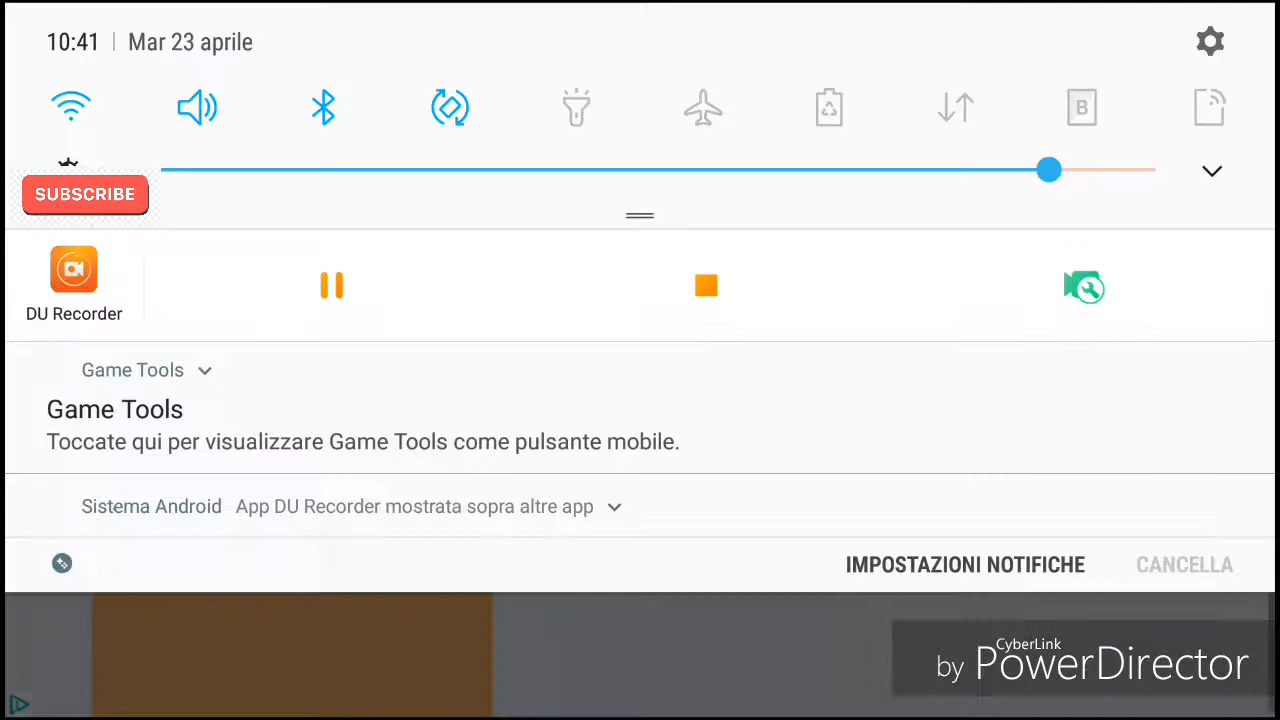 10:41 | Mar 23 aprile
B
SUBSCRIBE
DU Recorder
Game Tools
Game Tools
Toccate qui per visualizzare Game Tools come pulsante mobile.
Sistema Android App DU Recorder mostrata sopra altre app
IMPOSTAZIONI NOTIFICHE CANCELLA
CyberLink
by PowerDirector